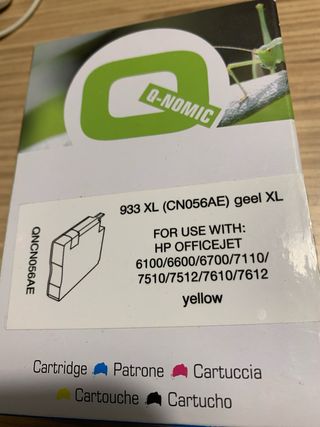 Q-NOMIC
933 XL (CN056AE) geel XL
FOR USE WITH:
HP OFFICEJET
6100/6600/6700/7110/
7510/7512/7610/7612
yellow
QNCN056AE
Cartridge Patrone Cartuccia
Cartouche Cartucho